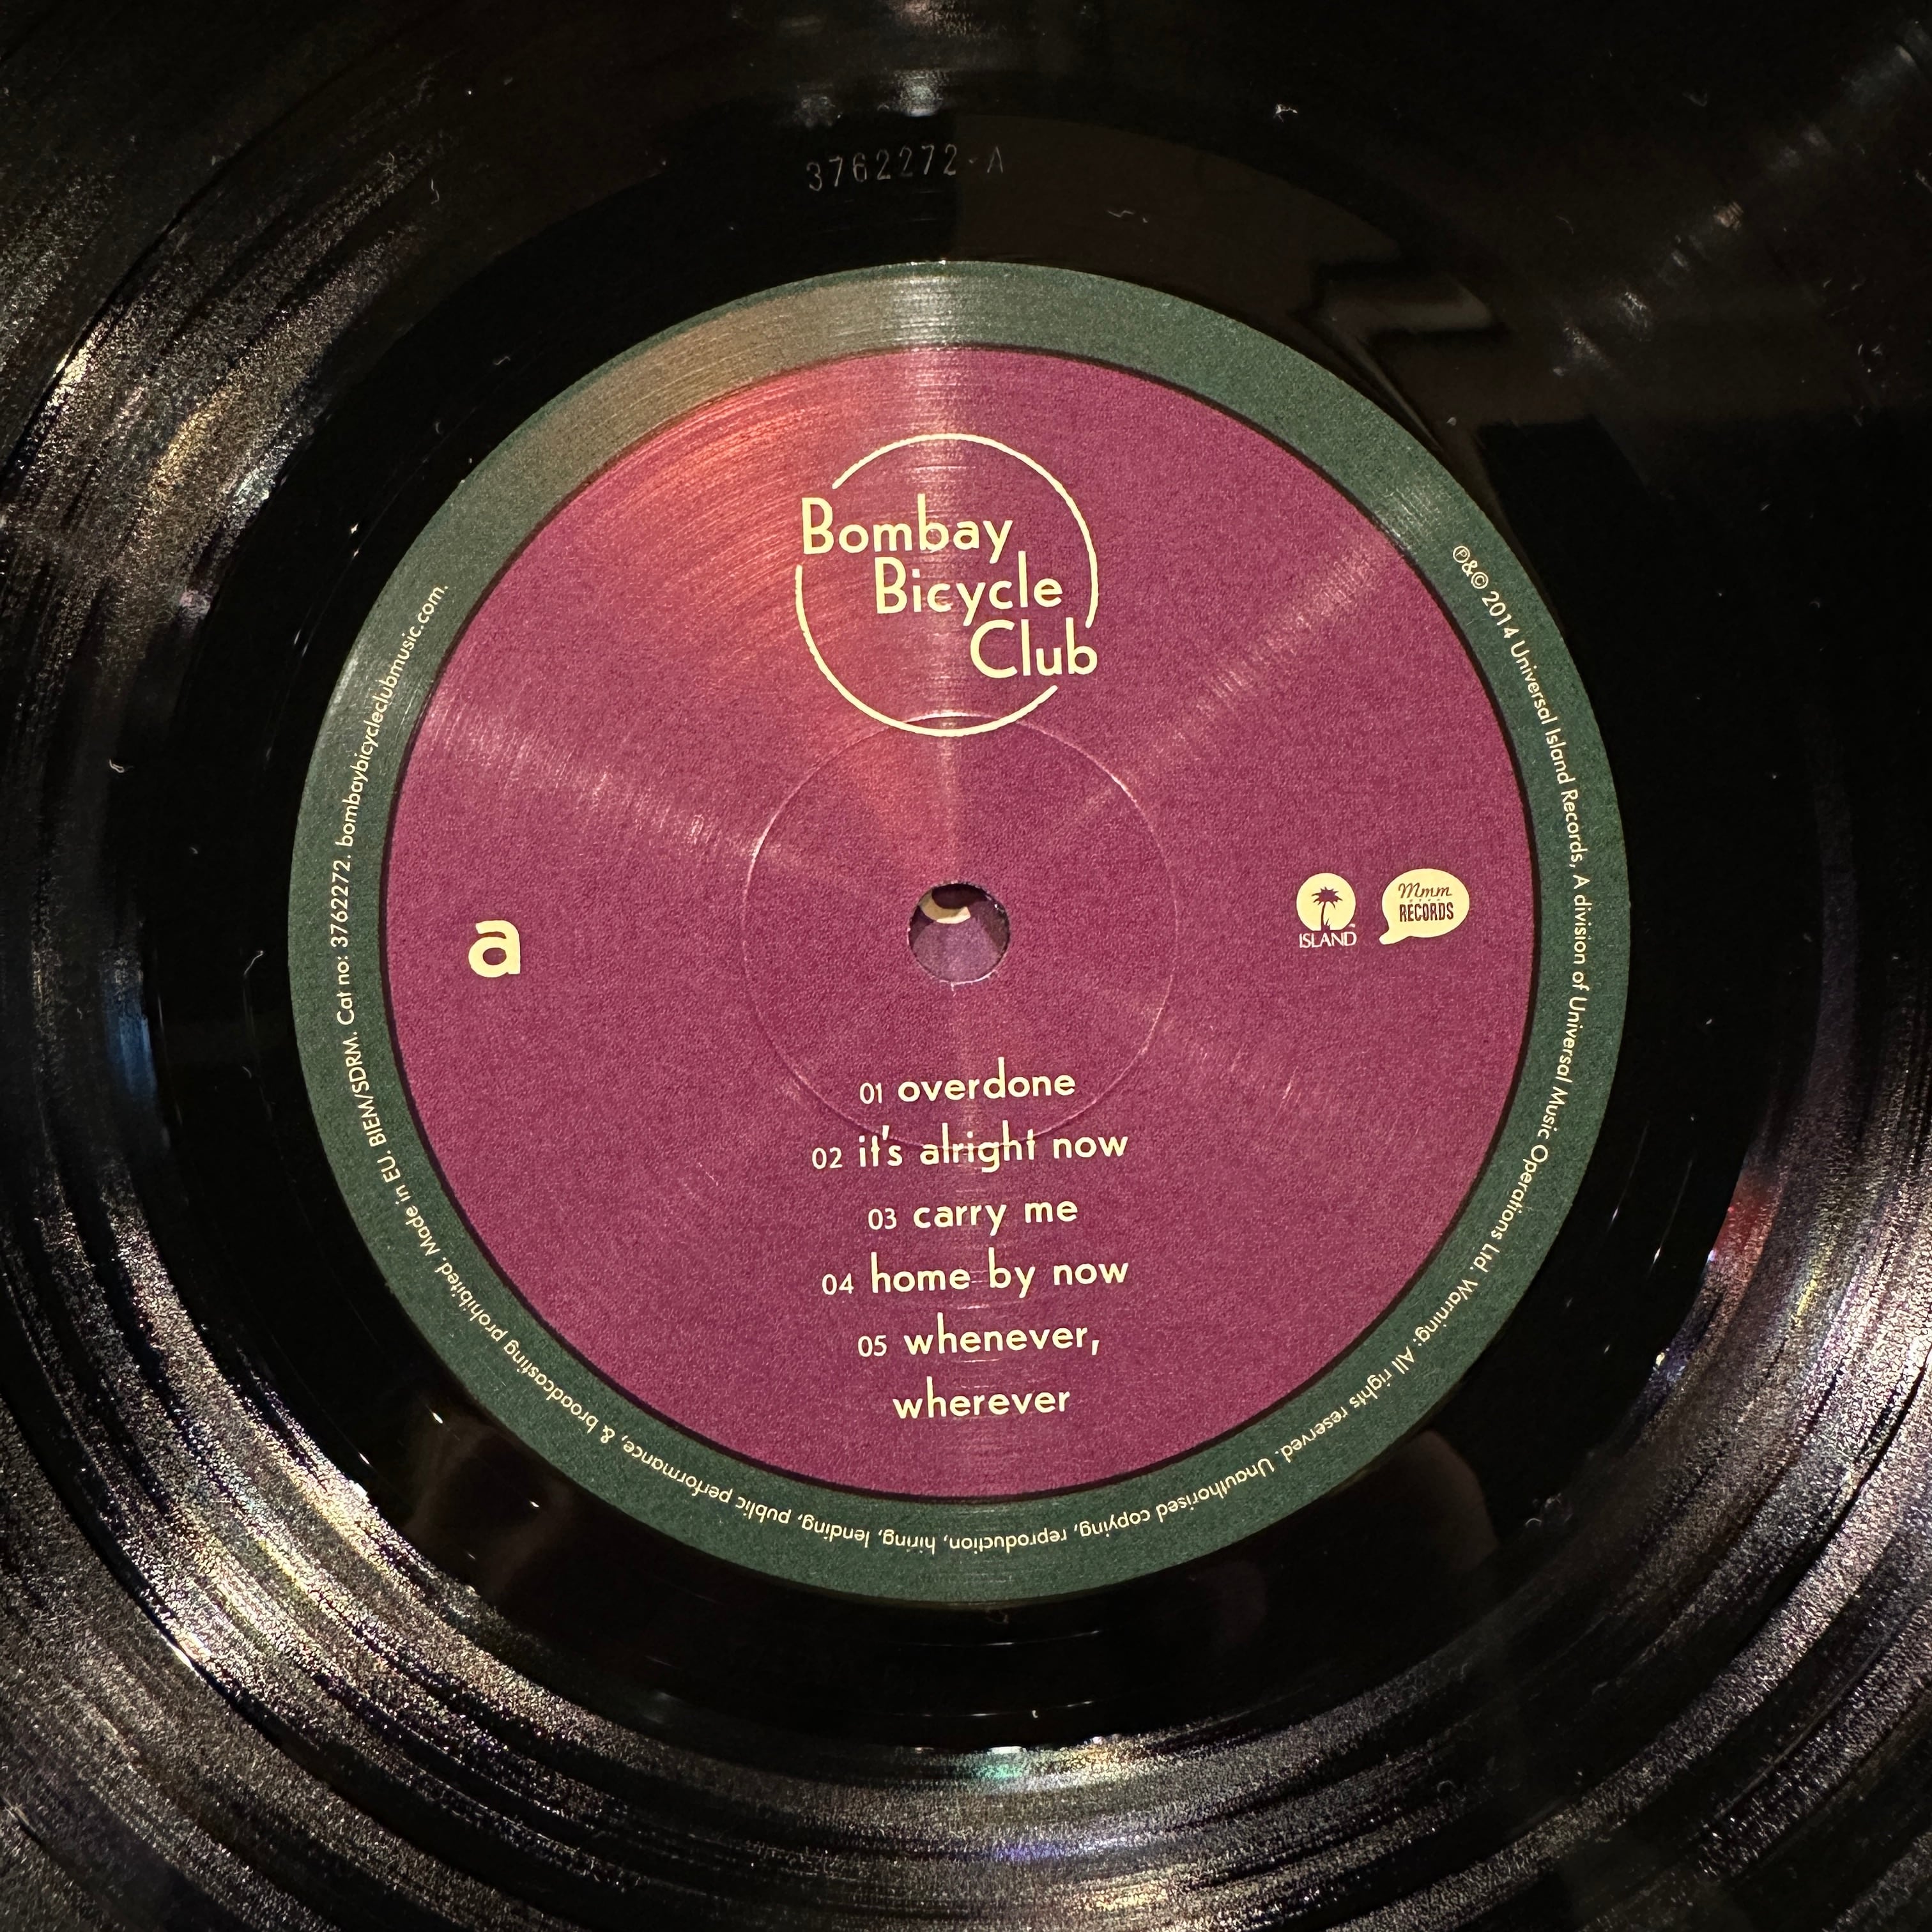 3762272-A
Bombay
Bicycle
Club
a
ISLAND
Mmm
RECORDS
01 overdone
02 it's alright now
03 carry me
04 home by now
05 whenever,
wherever
℗&© 2014 Universal Island Records, A division of Universal Music Operations Ltd. Warning: All rights reserved. Unauthorised copying, reproduction, hiring, lending, public performance, & broadcasting prohibited. Made in EU. BIEM/SDRM. Cat no: 3762272. bombaybicycleclubmusic.com.